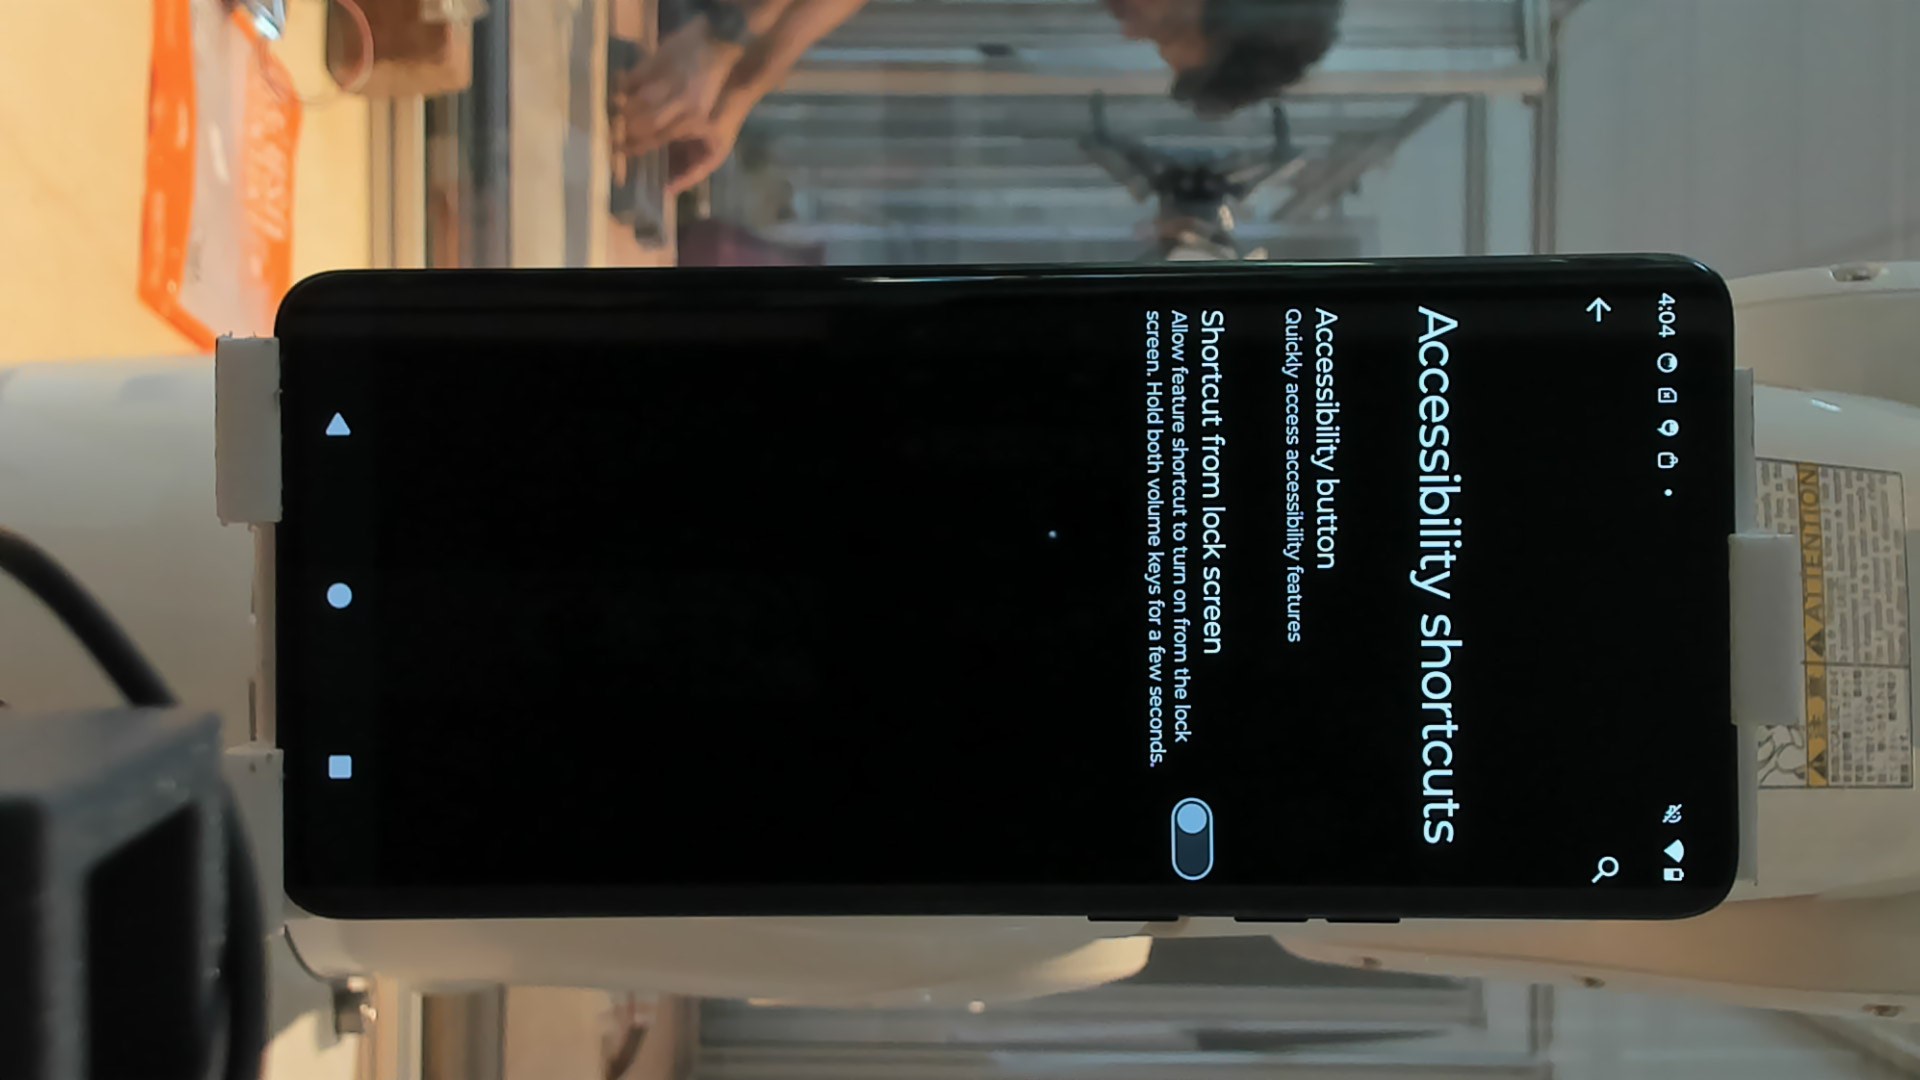 4:04
Accessibility shortcuts
Accessibility button
Quickly access accessibility features
Shortcut from lock screen
Allow feature shortcut to turn on from the lock
screen. Hold both volume keys for a few seconds.
ATTENTION